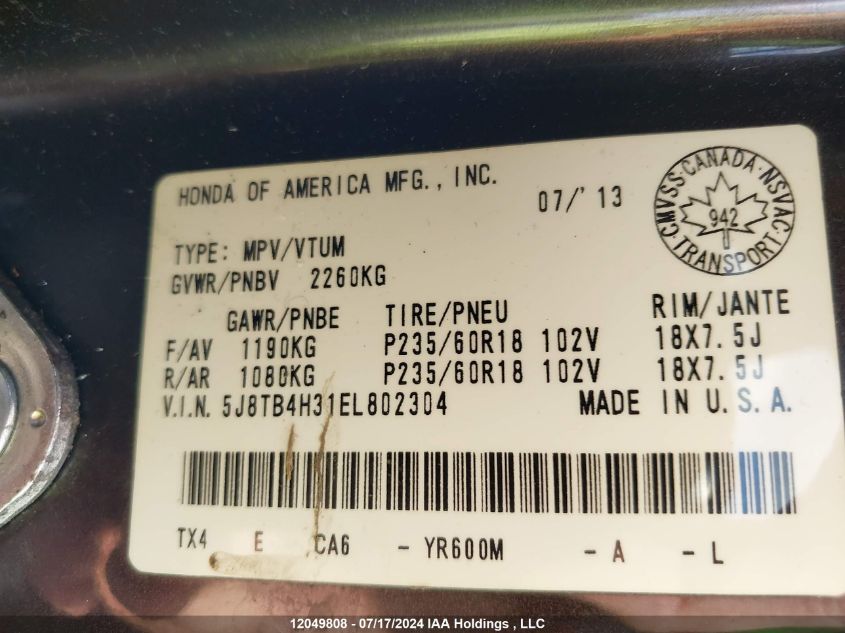 HONDA OF AMERICA MFG., INC.
07/'13
CMVSS · CANADA · NSVAC
942
TRANSPORT
TYPE: MPV/VTUM
GVWR/PNBV 2260KG
GAWR/PNBE TIRE/PNEU RIM/JANTE
F/AV 1190KG P235/60R18 102V 18X7.5J
R/AR 1080KG P235/60R18 102V 18X7.5J
V.I.N. 5J8TB4H31EL802304 MADE IN U.S.A.
TX4 E CA6 - YR600M - A - L
12049808 - 07/17/2024 IAA Holdings , LLC